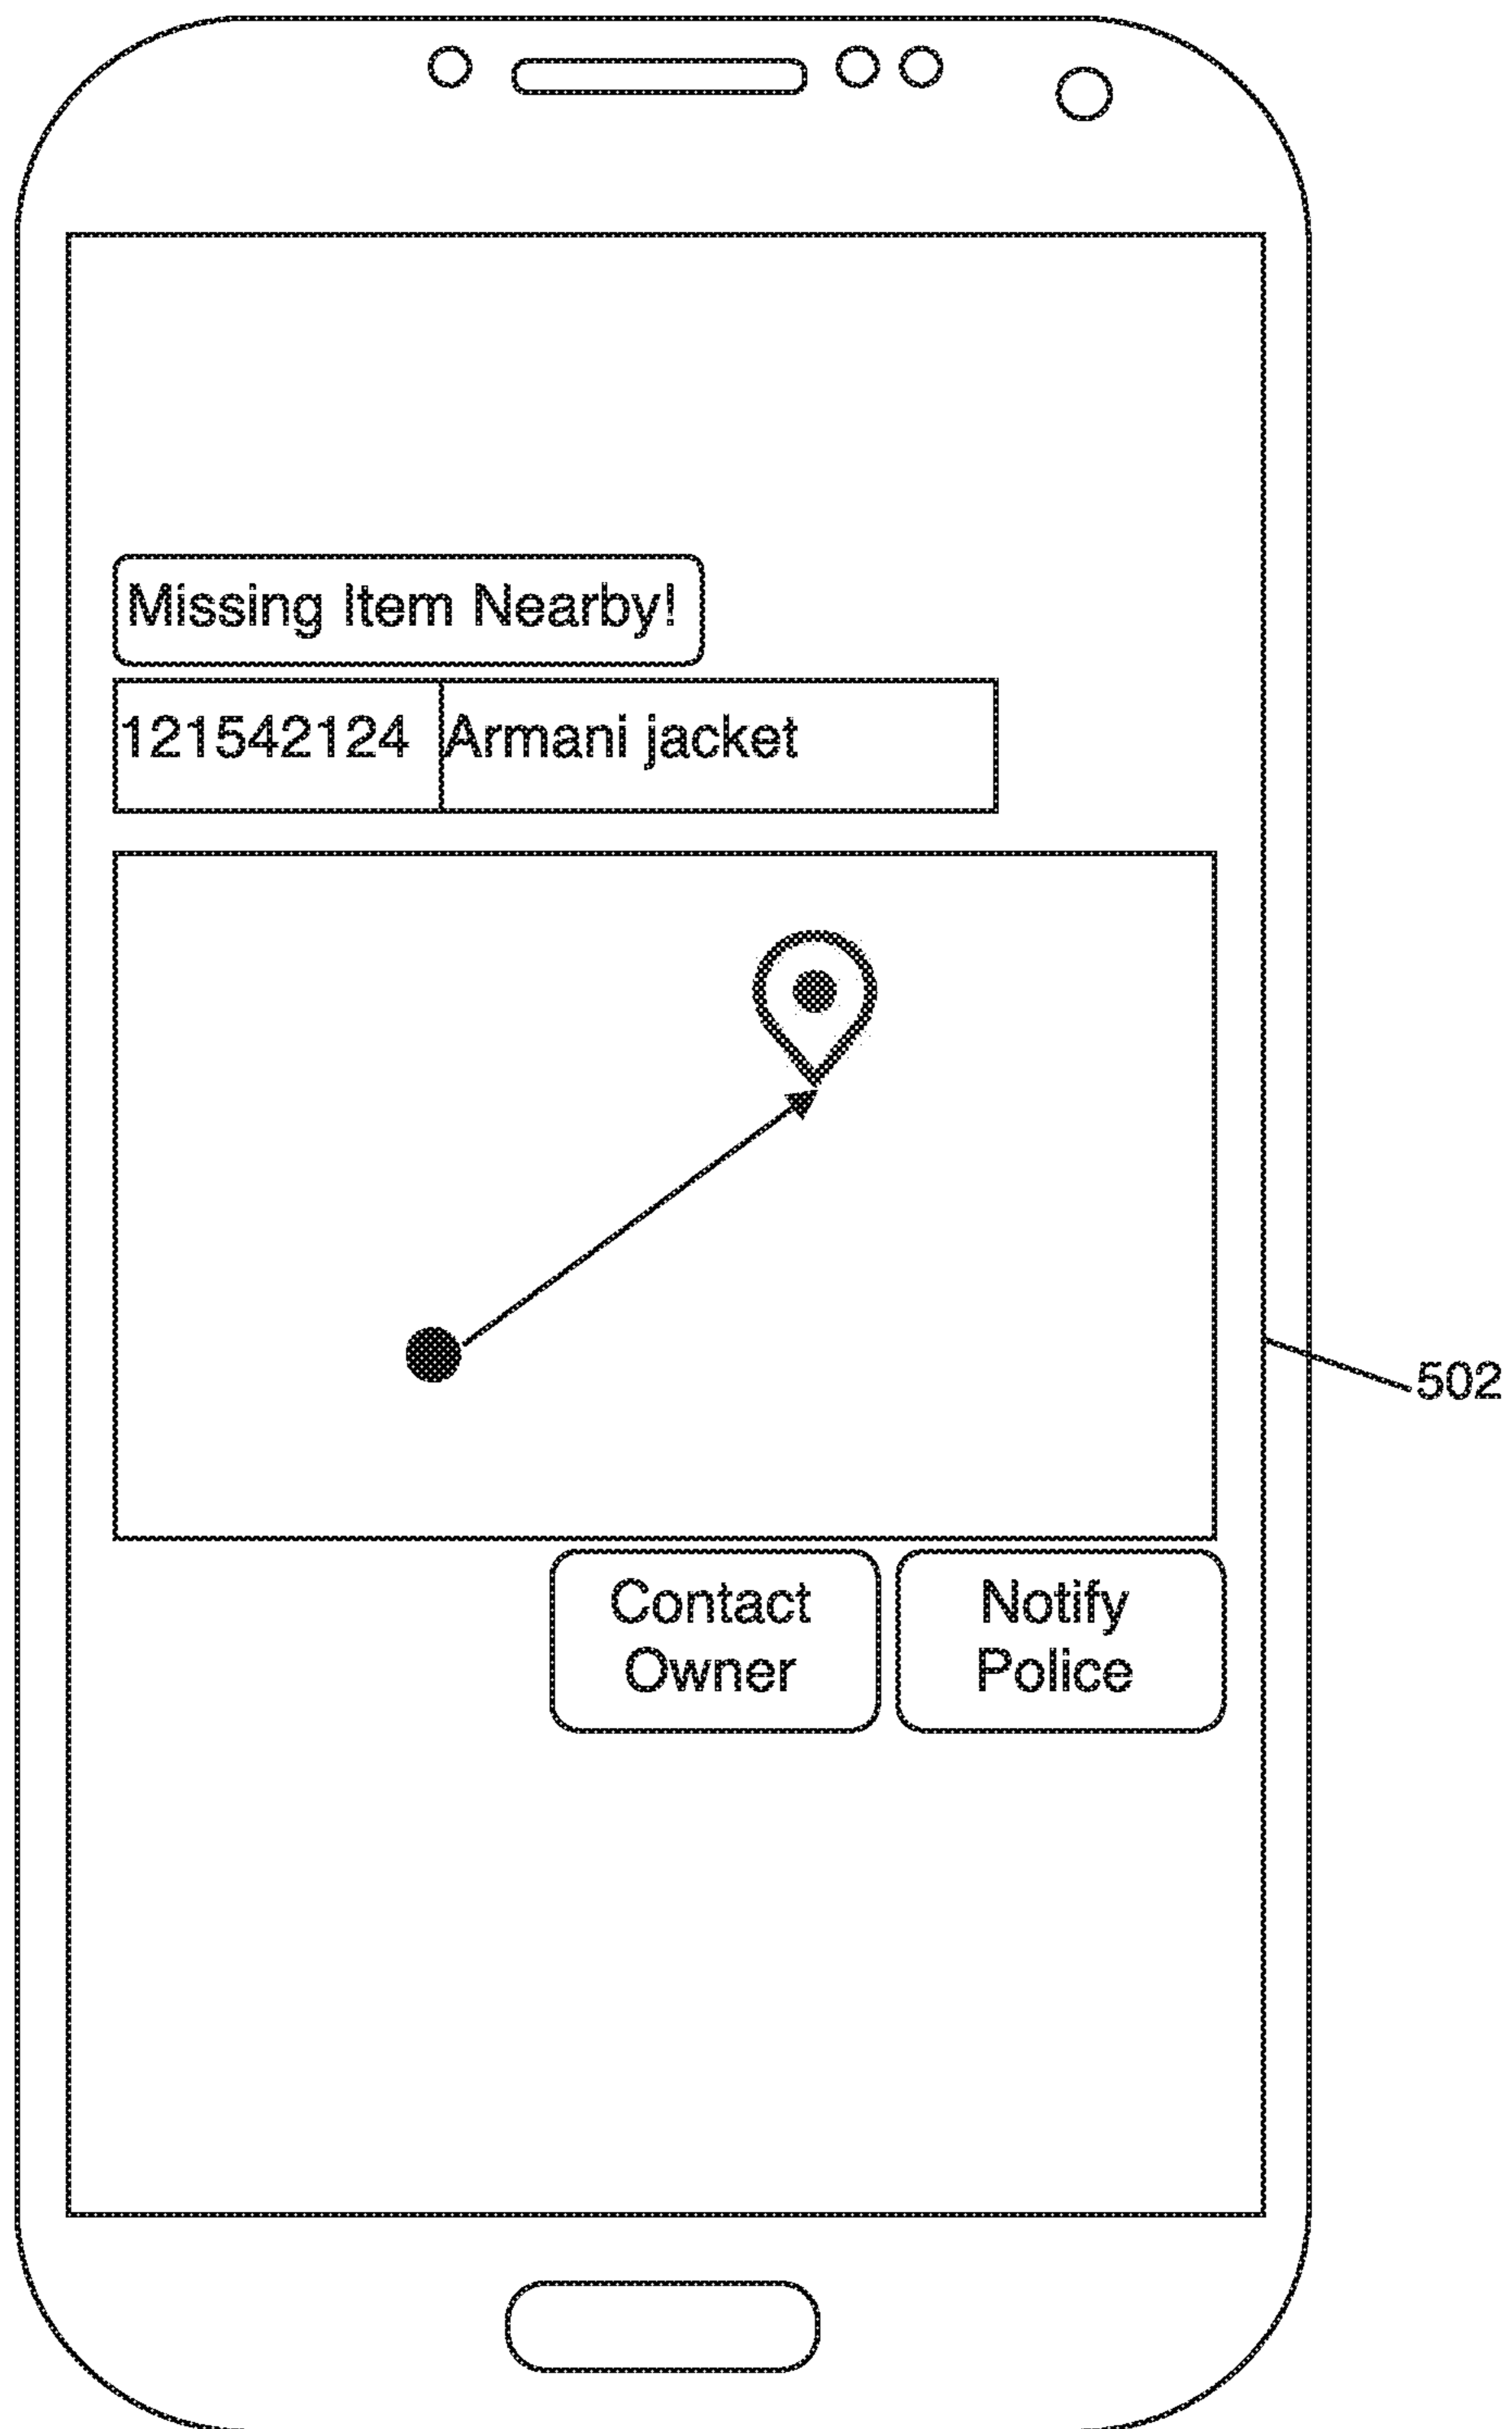 Missing Item Nearby!
121542124 Armani jacket
502
Contact
Owner
Notify
Police